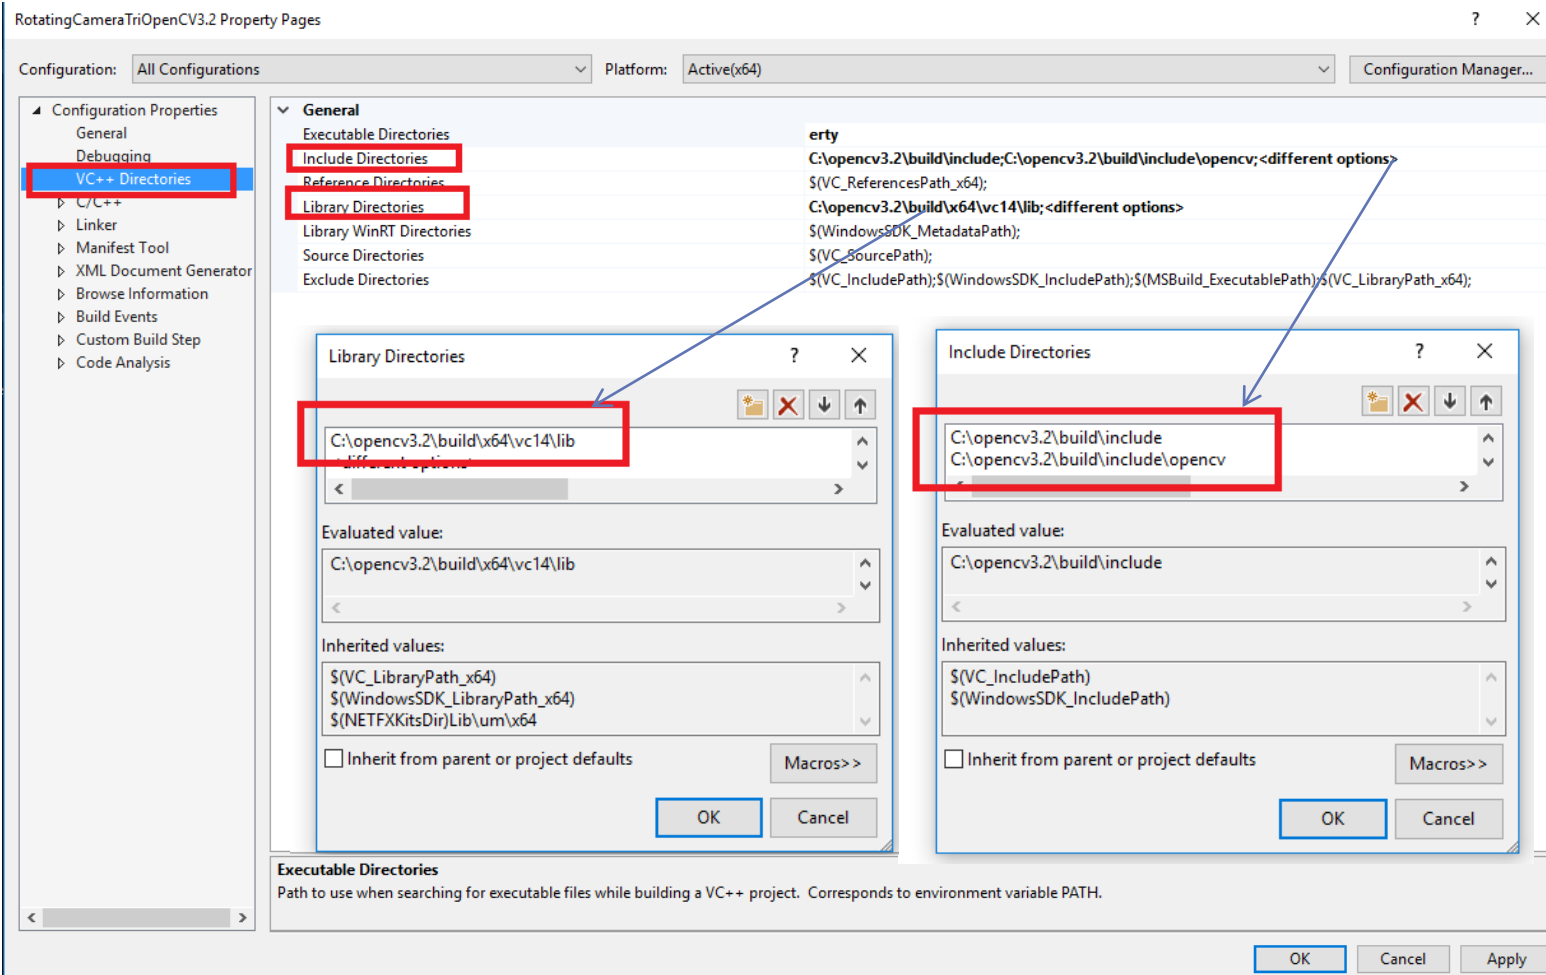 RotatingCameraTriOpenCV3.2 Property Pages
?
Configuration: All Configurations Platform: Active(x64) Configuration Manager...
Configuration Properties
General
Debugging
VC++ Directories
C/C++
Linker
Manifest Tool
XML Document Generator
Browse Information
Build Events
Custom Build Step
Code Analysis
General
Executable Directories erty
Include Directories C:\opencv3.2\build\include;C:\opencv3.2\build\include\opencv;<different options>
Reference Directories $(VC_ReferencesPath_x64);
Library Directories C:\opencv3.2\build\x64\vc14\lib;<different options>
Library WinRT Directories $(WindowsSDK_MetadataPath);
Source Directories $(VC_SourcePath);
Exclude Directories $(VC_IncludePath);$(WindowsSDK_IncludePath);$(MSBuild_ExecutablePath);$(VC_LibraryPath_x64);
Library Directories ?
C:\opencv3.2\build\x64\vc14\lib
<different options>
Evaluated value:
C:\opencv3.2\build\x64\vc14\lib
Inherited values:
$(VC_LibraryPath_x64)
$(WindowsSDK_LibraryPath_x64)
$(NETFXKitsDir)Lib\um\x64
Inherit from parent or project defaults
Macros>>
OK Cancel
Include Directories ?
C:\opencv3.2\build\include
C:\opencv3.2\build\include\opencv
Evaluated value:
C:\opencv3.2\build\include
Inherited values:
$(VC_IncludePath)
$(WindowsSDK_IncludePath)
Inherit from parent or project defaults
Macros>>
OK Cancel
Executable Directories
Path to use when searching for executable files while building a VC++ project. Corresponds to environment variable PATH.
OK Cancel Apply